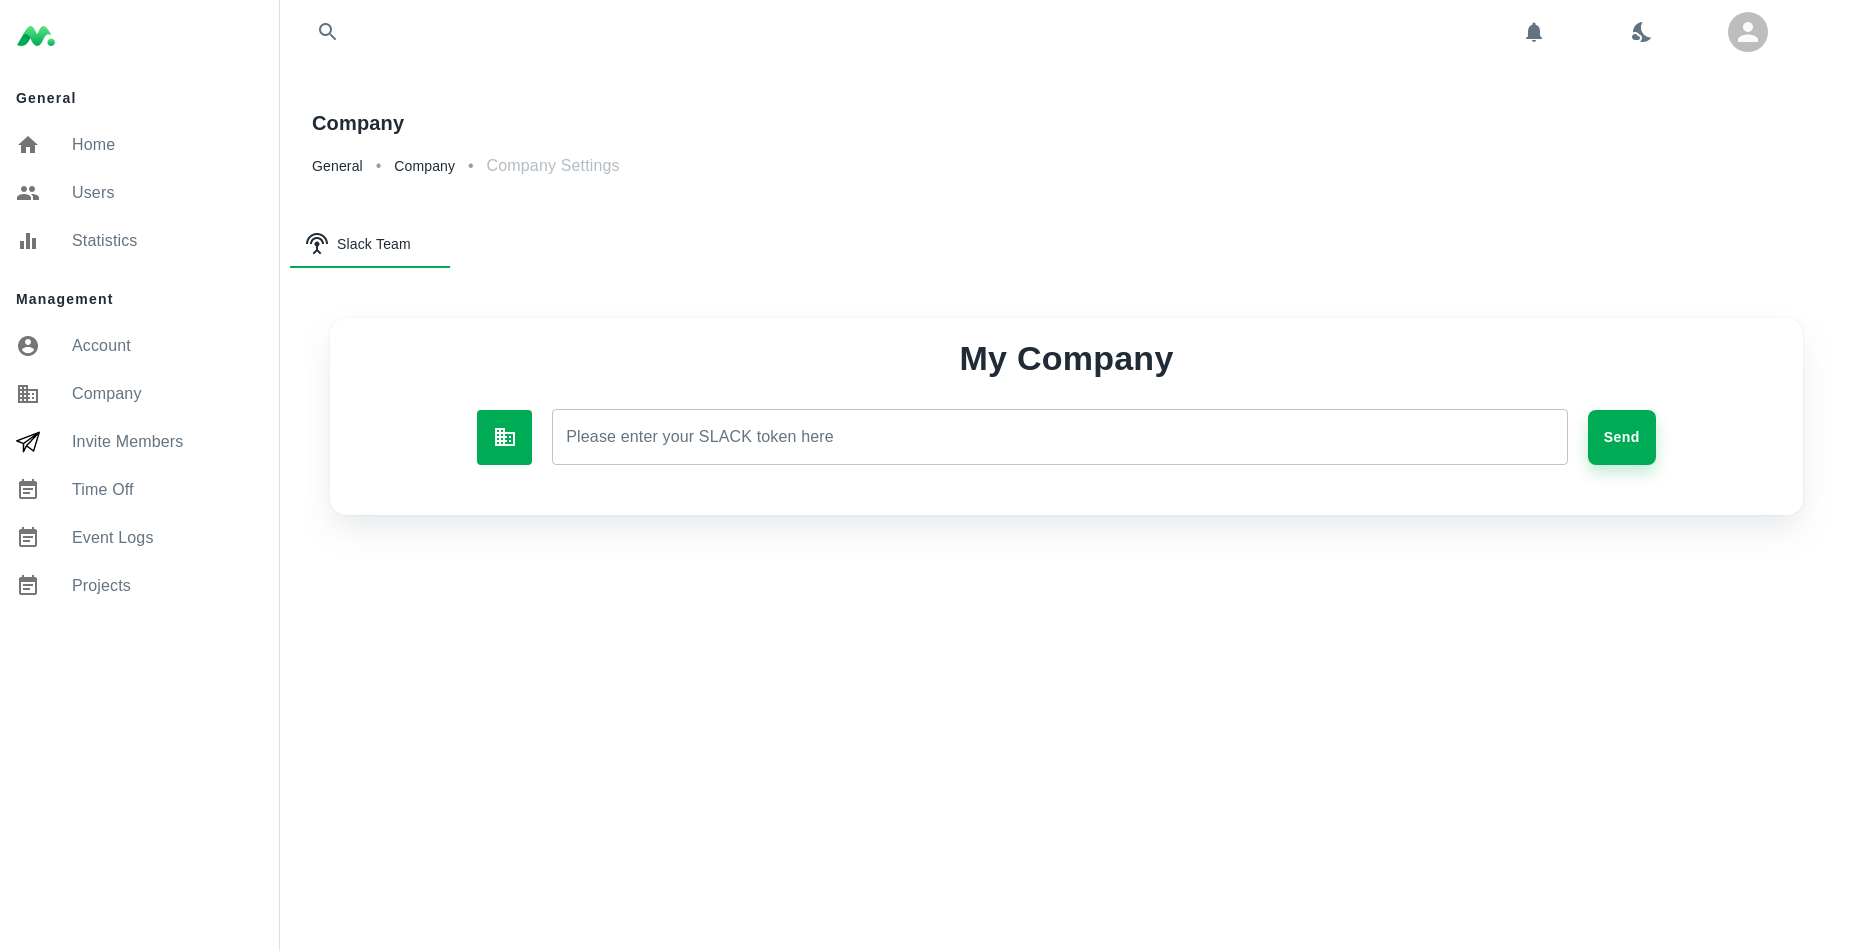 General
Home
Users
Statistics
Management
Account
Company
Invite Members
Time Off
Event Logs
Projects
Company
General • Company • Company Settings
Slack Team
My Company
Please enter your SLACK token here
Send